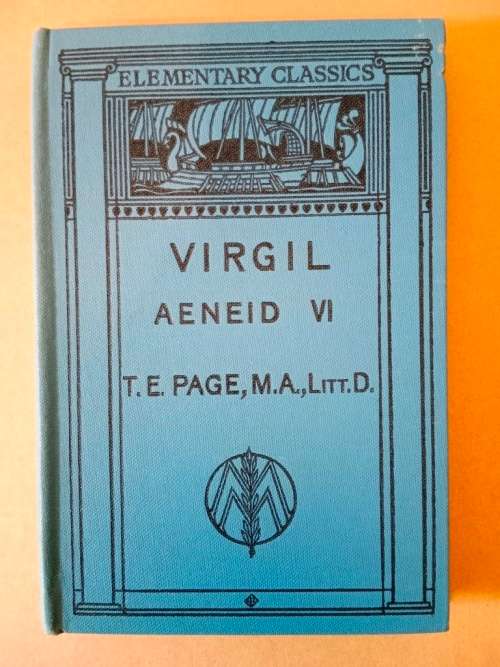 ELEMENTARY CLASSICS
VIRGIL
AENEID VI
T. E. PAGE, M.A., LITT.D.